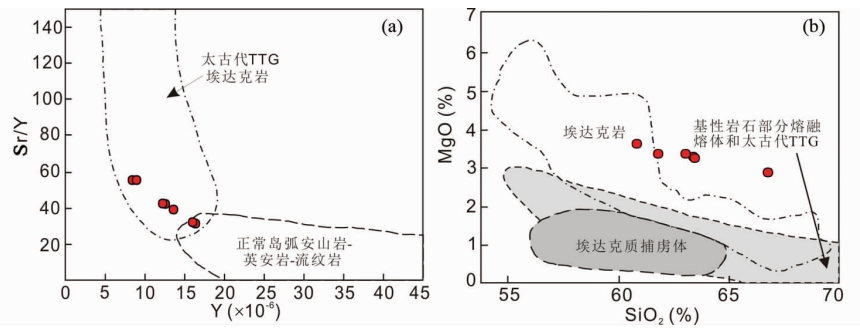 (a)
太古代TTG
埃达克岩
正常岛弧安山岩-
英安岩-流纹岩
Sr/Y
140
120
100
80
60
40
20
0
0 5 10 15 20 25 30 35 40 45
Y (×10⁻⁶)
(b)
埃达克岩
基性岩石部分熔融
熔体和太古代TTG
埃达克质捕虏体
MgO (%)
7
6
5
4
3
2
1
0
55 60 65 70
SiO₂ (%)